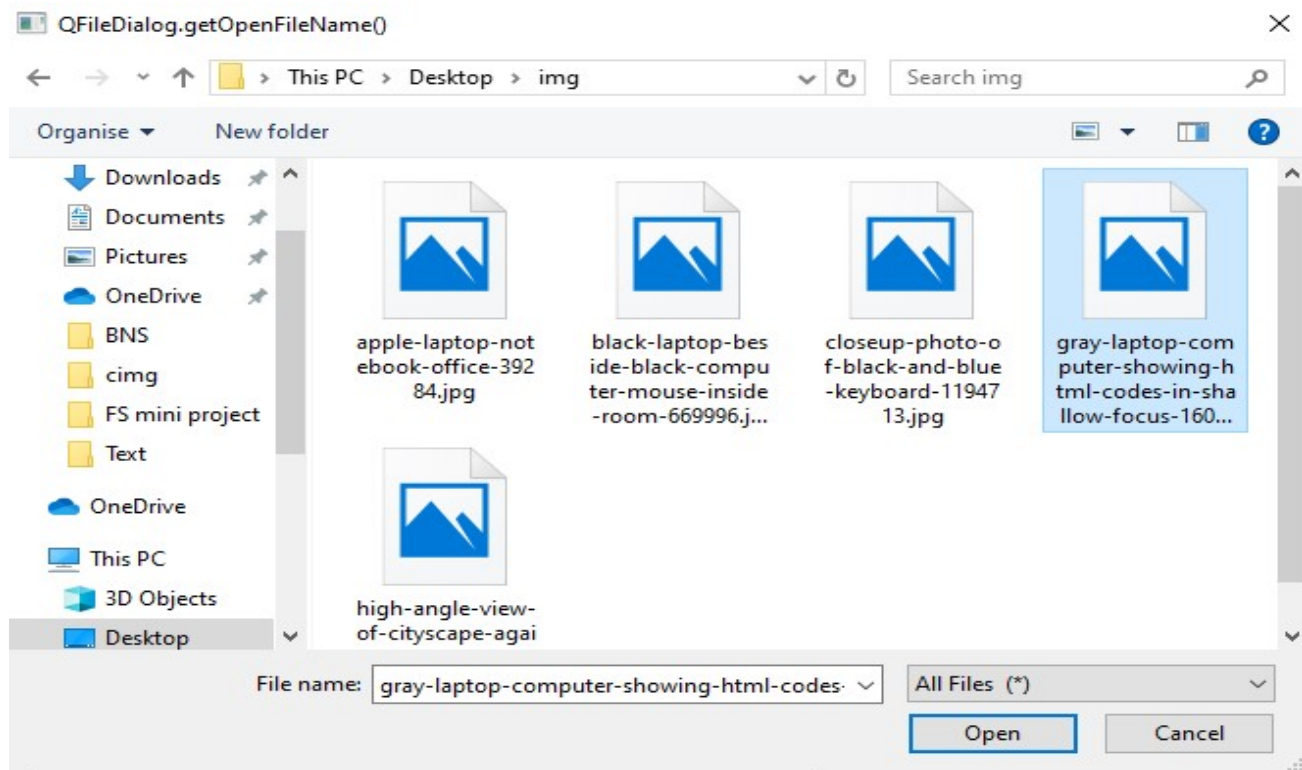 QFileDialog.getOpenFileName()
This PC > Desktop > img
Search img
Organise
New folder
?
Downloads
Documents
Pictures
OneDrive
BNS
cimg
FS mini project
Text
OneDrive
This PC
3D Objects
Desktop
apple-laptop-not
ebook-office-392
84.jpg
black-laptop-bes
ide-black-compu
ter-mouse-inside
-room-669996.j...
closeup-photo-o
f-black-and-blue
-keyboard-11947
13.jpg
gray-laptop-com
puter-showing-h
tml-codes-in-sha
llow-focus-160...
high-angle-view-
of-cityscape-agai
File name: gray-laptop-computer-showing-html-codes-
All Files (*)
Open
Cancel